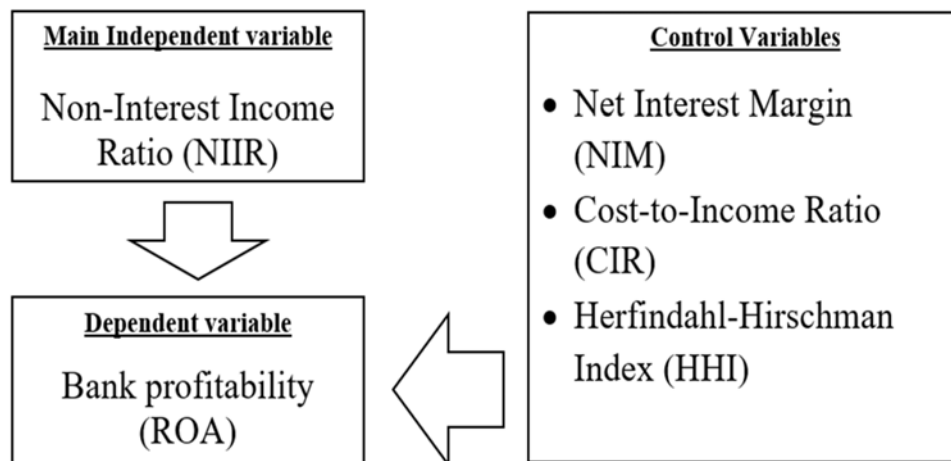 Main Independent variable
Non-Interest Income
Ratio (NIIR)
Dependent variable
Bank profitability
(ROA)
Control Variables
• Net Interest Margin
(NIM)
• Cost-to-Income Ratio
(CIR)
• Herfindahl-Hirschman
Index (HHI)